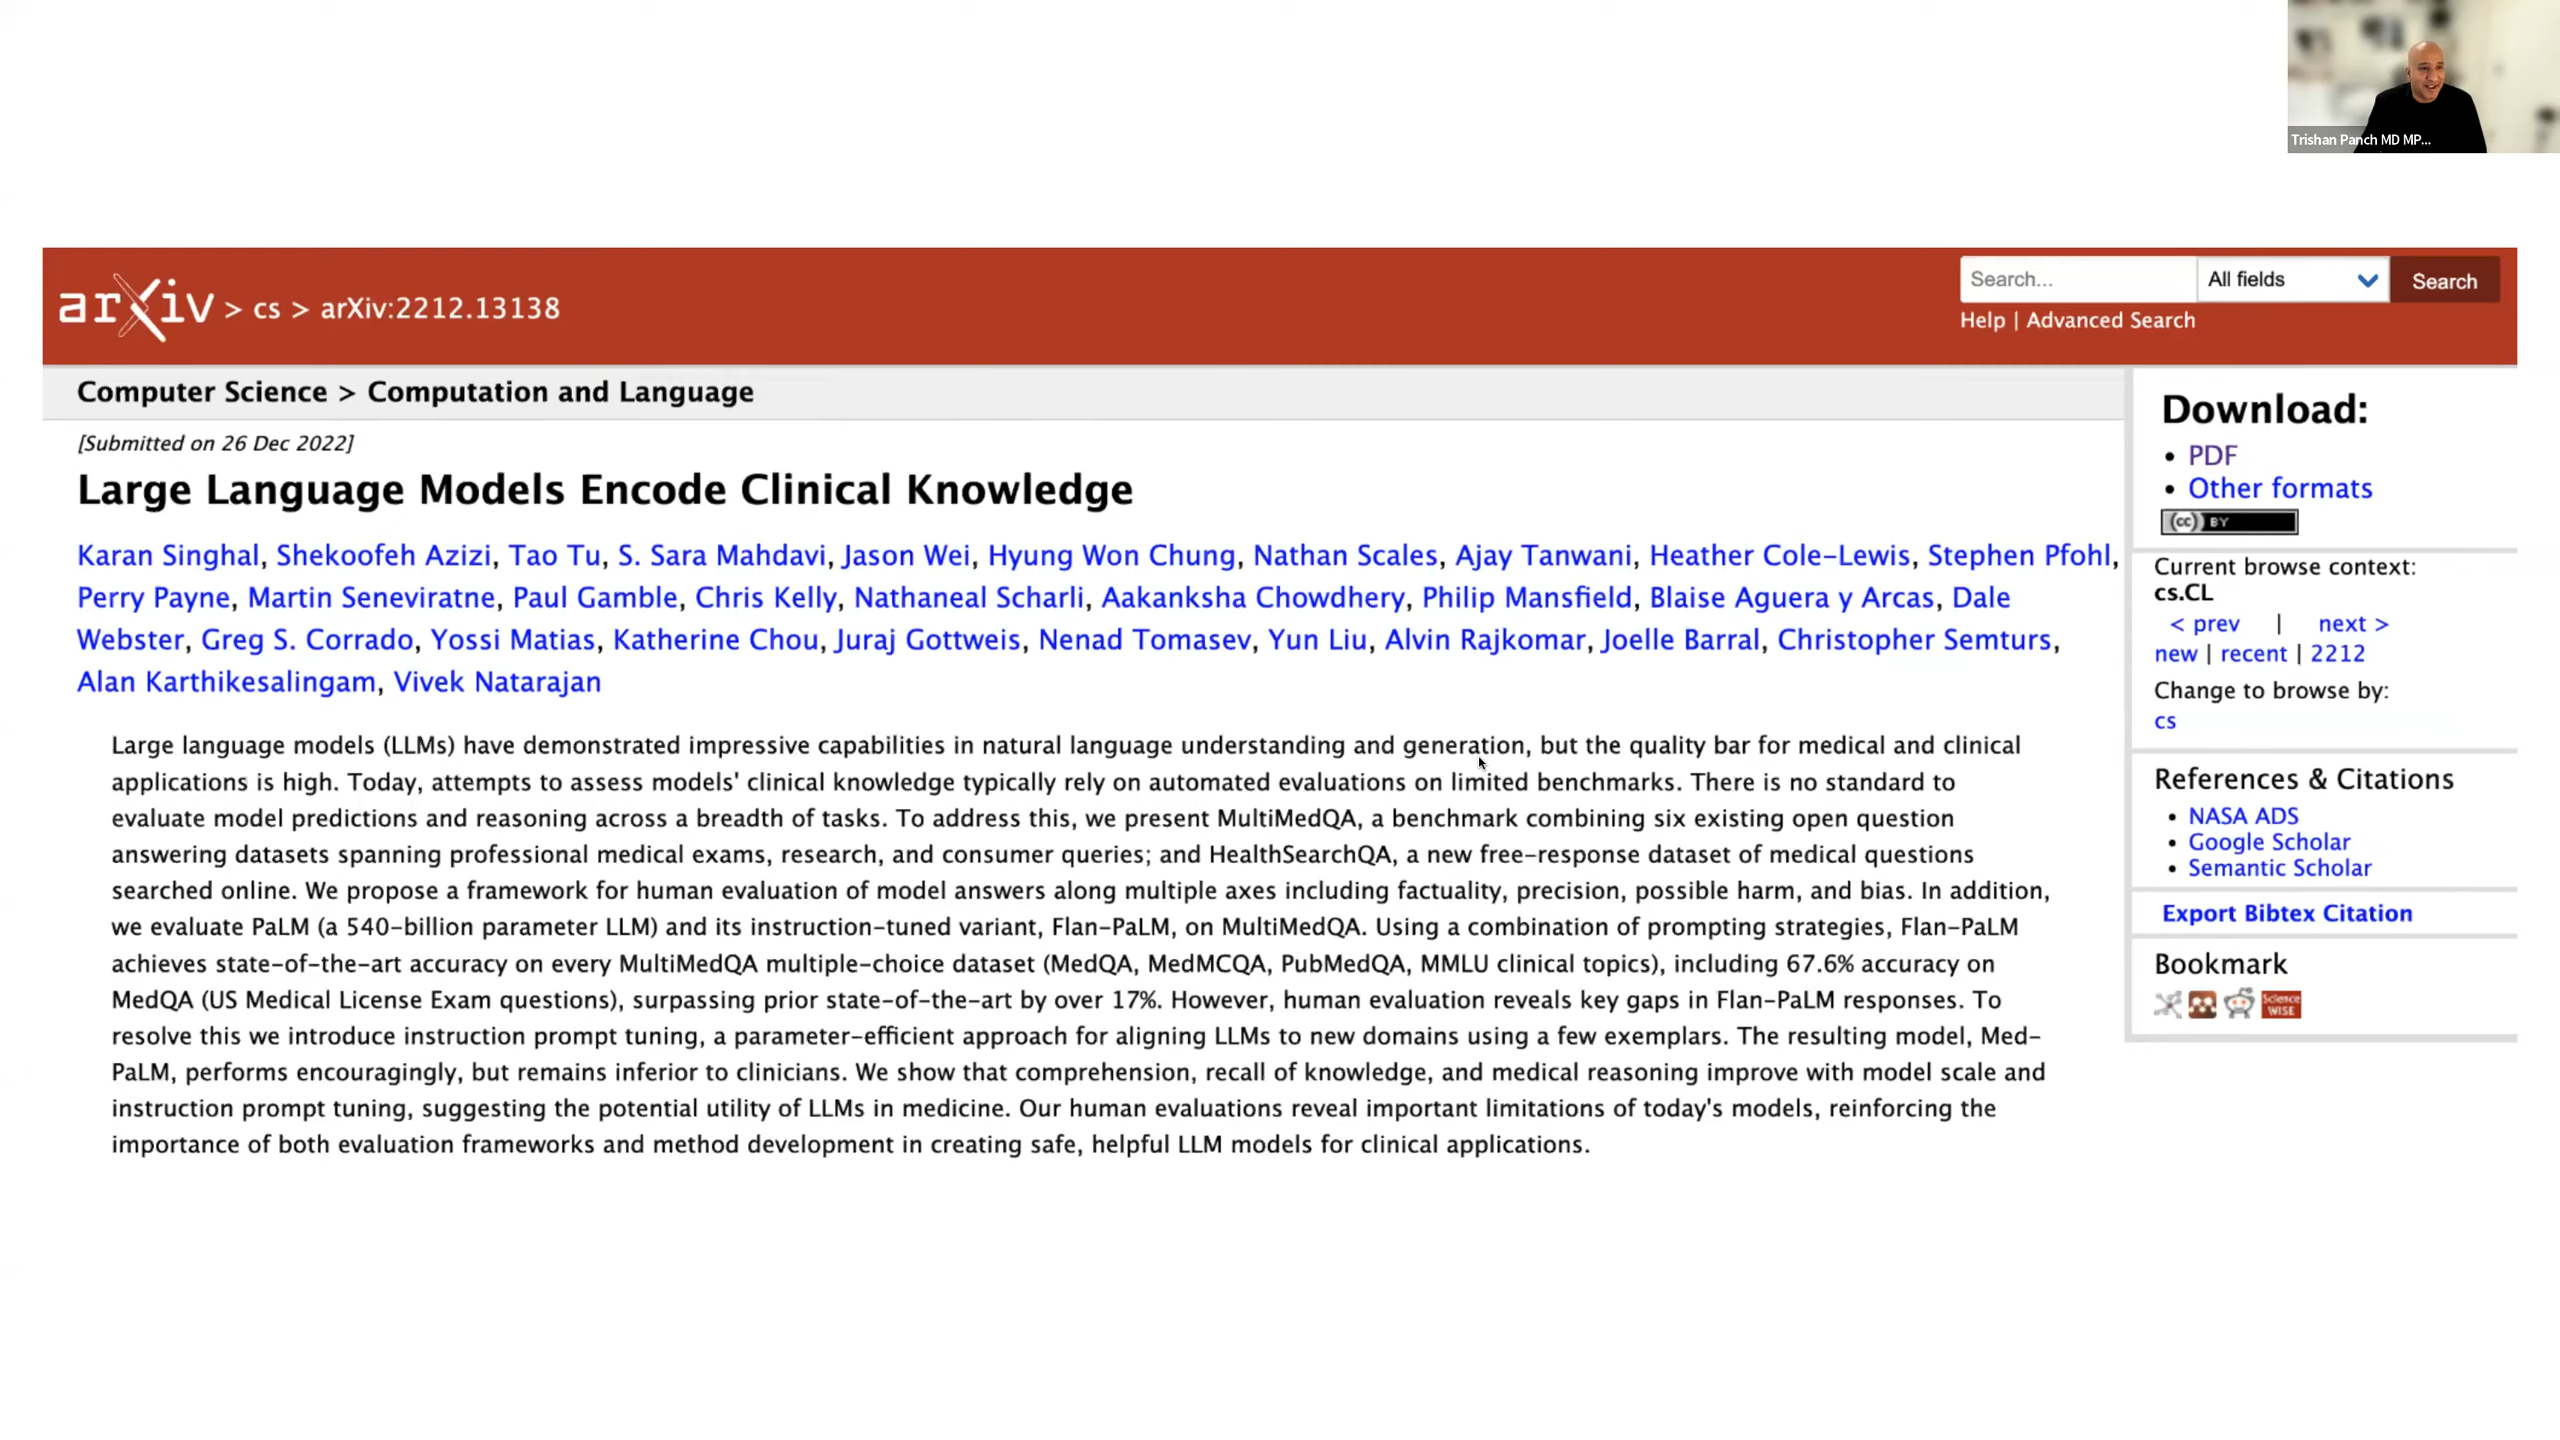 Trishan Panch MD MP...
arXiv > cs > arXiv:2212.13138
Search...
All fields
Search
Help | Advanced Search
Computer Science > Computation and Language
[Submitted on 26 Dec 2022]
Large Language Models Encode Clinical Knowledge
Karan Singhal, Shekoofeh Azizi, Tao Tu, S. Sara Mahdavi, Jason Wei, Hyung Won Chung, Nathan Scales, Ajay Tanwani, Heather Cole-Lewis, Stephen Pfohl,
Perry Payne, Martin Seneviratne, Paul Gamble, Chris Kelly, Nathaneal Scharli, Aakanksha Chowdhery, Philip Mansfield, Blaise Aguera y Arcas, Dale
Webster, Greg S. Corrado, Yossi Matias, Katherine Chou, Juraj Gottweis, Nenad Tomasev, Yun Liu, Alvin Rajkomar, Joelle Barral, Christopher Semturs,
Alan Karthikesalingam, Vivek Natarajan
Large language models (LLMs) have demonstrated impressive capabilities in natural language understanding and generation, but the quality bar for medical and clinical
applications is high. Today, attempts to assess models' clinical knowledge typically rely on automated evaluations on limited benchmarks. There is no standard to
evaluate model predictions and reasoning across a breadth of tasks. To address this, we present MultiMedQA, a benchmark combining six existing open question
answering datasets spanning professional medical exams, research, and consumer queries; and HealthSearchQA, a new free-response dataset of medical questions
searched online. We propose a framework for human evaluation of model answers along multiple axes including factuality, precision, possible harm, and bias. In addition,
we evaluate PaLM (a 540-billion parameter LLM) and its instruction-tuned variant, Flan-PaLM, on MultiMedQA. Using a combination of prompting strategies, Flan-PaLM
achieves state-of-the-art accuracy on every MultiMedQA multiple-choice dataset (MedQA, MedMCQA, PubMedQA, MMLU clinical topics), including 67.6% accuracy on
MedQA (US Medical License Exam questions), surpassing prior state-of-the-art by over 17%. However, human evaluation reveals key gaps in Flan-PaLM responses. To
resolve this we introduce instruction prompt tuning, a parameter-efficient approach for aligning LLMs to new domains using a few exemplars. The resulting model, Med-
PaLM, performs encouragingly, but remains inferior to clinicians. We show that comprehension, recall of knowledge, and medical reasoning improve with model scale and
instruction prompt tuning, suggesting the potential utility of LLMs in medicine. Our human evaluations reveal important limitations of today's models, reinforcing the
importance of both evaluation frameworks and method development in creating safe, helpful LLM models for clinical applications.
Download:
• PDF
• Other formats
(cc) BY
Current browse context:
cs.CL
< prev | next >
new | recent | 2212
Change to browse by:
cs
References & Citations
• NASA ADS
• Google Scholar
• Semantic Scholar
Export Bibtex Citation
Bookmark
Science
WISE